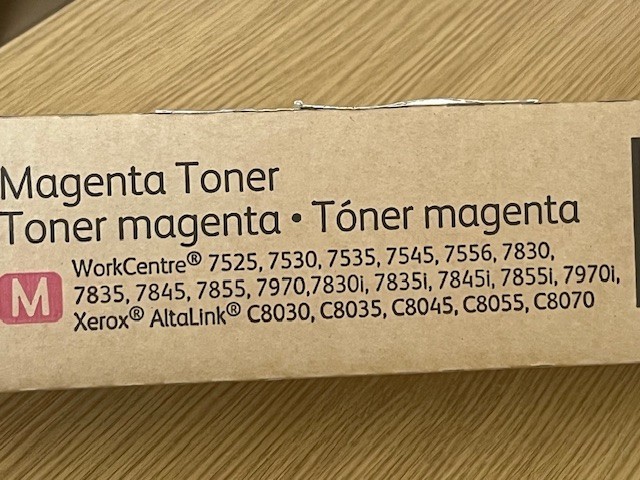 Magenta Toner
Toner magenta • Tóner magenta
M
WorkCentre® 7525, 7530, 7535, 7545, 7556, 7830,
7835, 7845, 7855, 7970,7830i, 7835i, 7845i, 7855i, 7970i,
Xerox® AltaLink® C8030, C8035, C8045, C8055, C8070